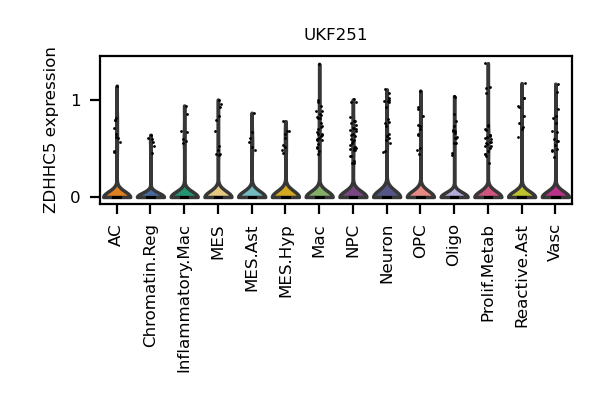 UKF251
ZDHHC5 expression
1
0
AC
Chromatin.Reg
Inflammatory.Mac
MES
MES.Ast
MES.Hyp
Mac
NPC
Neuron
OPC
Oligo
Prolif.Metab
Reactive.Ast
Vasc